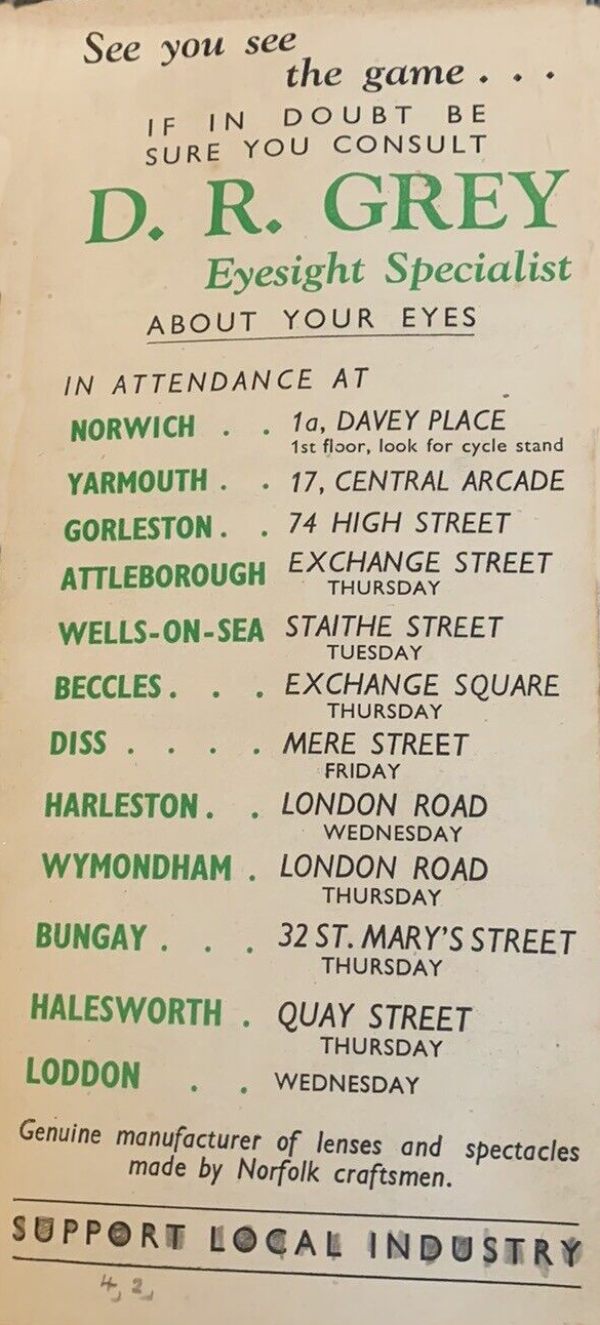 See you see
the game . . .
IF IN DOUBT BE
SURE YOU CONSULT
D. R. GREY
Eyesight Specialist
ABOUT YOUR EYES
IN ATTENDANCE AT
NORWICH . . 1a, DAVEY PLACE
1st floor, look for cycle stand
YARMOUTH . . 17, CENTRAL ARCADE
GORLESTON . . 74 HIGH STREET
ATTLEBOROUGH EXCHANGE STREET
THURSDAY
WELLS-ON-SEA STAITHE STREET
TUESDAY
BECCLES . . . EXCHANGE SQUARE
THURSDAY
DISS . . . . MERE STREET
FRIDAY
HARLESTON . . LONDON ROAD
WEDNESDAY
WYMONDHAM . LONDON ROAD
THURSDAY
BUNGAY . . . 32 ST. MARY'S STREET
THURSDAY
HALESWORTH . QUAY STREET
THURSDAY
LODDON . . WEDNESDAY
Genuine manufacturer of lenses and spectacles
made by Norfolk craftsmen.
SUPPORT LOCAL INDUSTRY
4, 2,